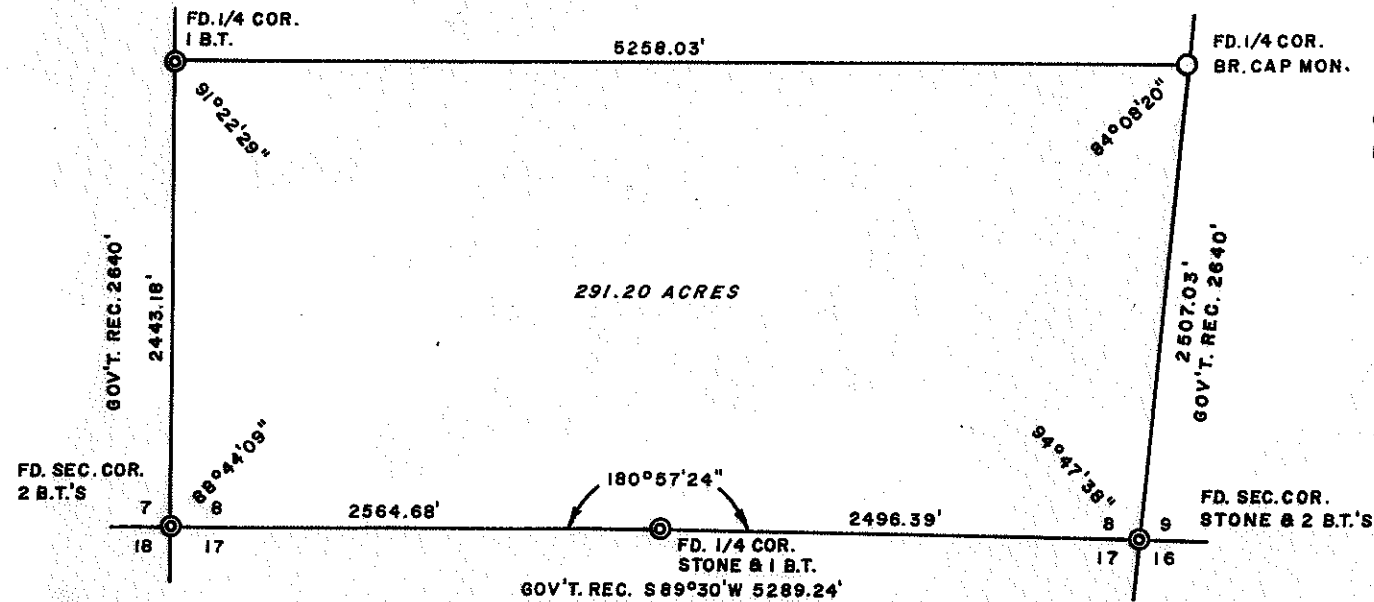 FD. 1/4 COR.
1 B.T.
5258.03'
FD. 1/4 COR.
BR. CAP MON.
91°22'29"
84°08'20"
GOV'T. REC. 2640'
2443.18'
291.20 ACRES
2507.03'
GOV'T. REC. 2640'
88°44'09"
94°47'38"
180°57'24"
FD. SEC. COR.
2 B.T.'S
7 8
18 17
2564.68'
2496.39'
FD. 1/4 COR.
STONE & 1 B.T.
8 9
17 16
FD. SEC. COR.
STONE & 2 B.T.'S
GOV'T. REC. S 89°30' W 5289.24'